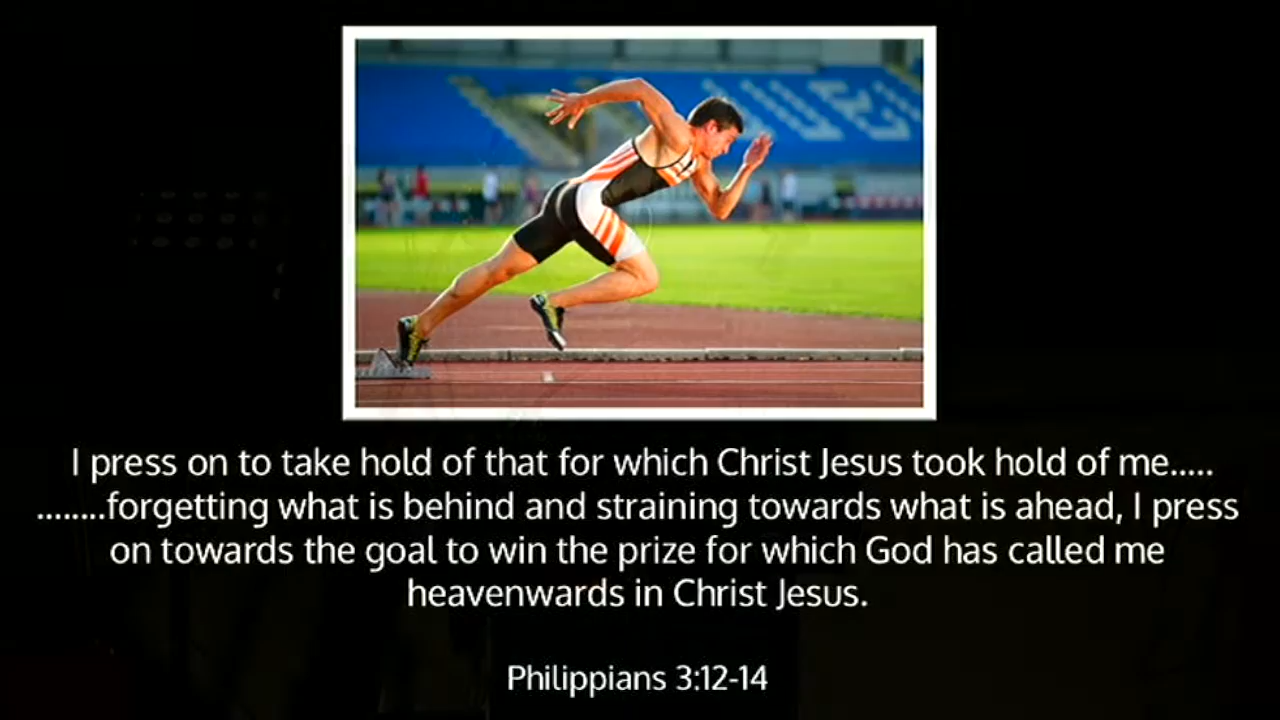 I press on to take hold of that for which Christ Jesus took hold of me.....
........forgetting what is behind and straining towards what is ahead, I press
on towards the goal to win the prize for which God has called me
heavenwards in Christ Jesus.
Philippians 3:12-14